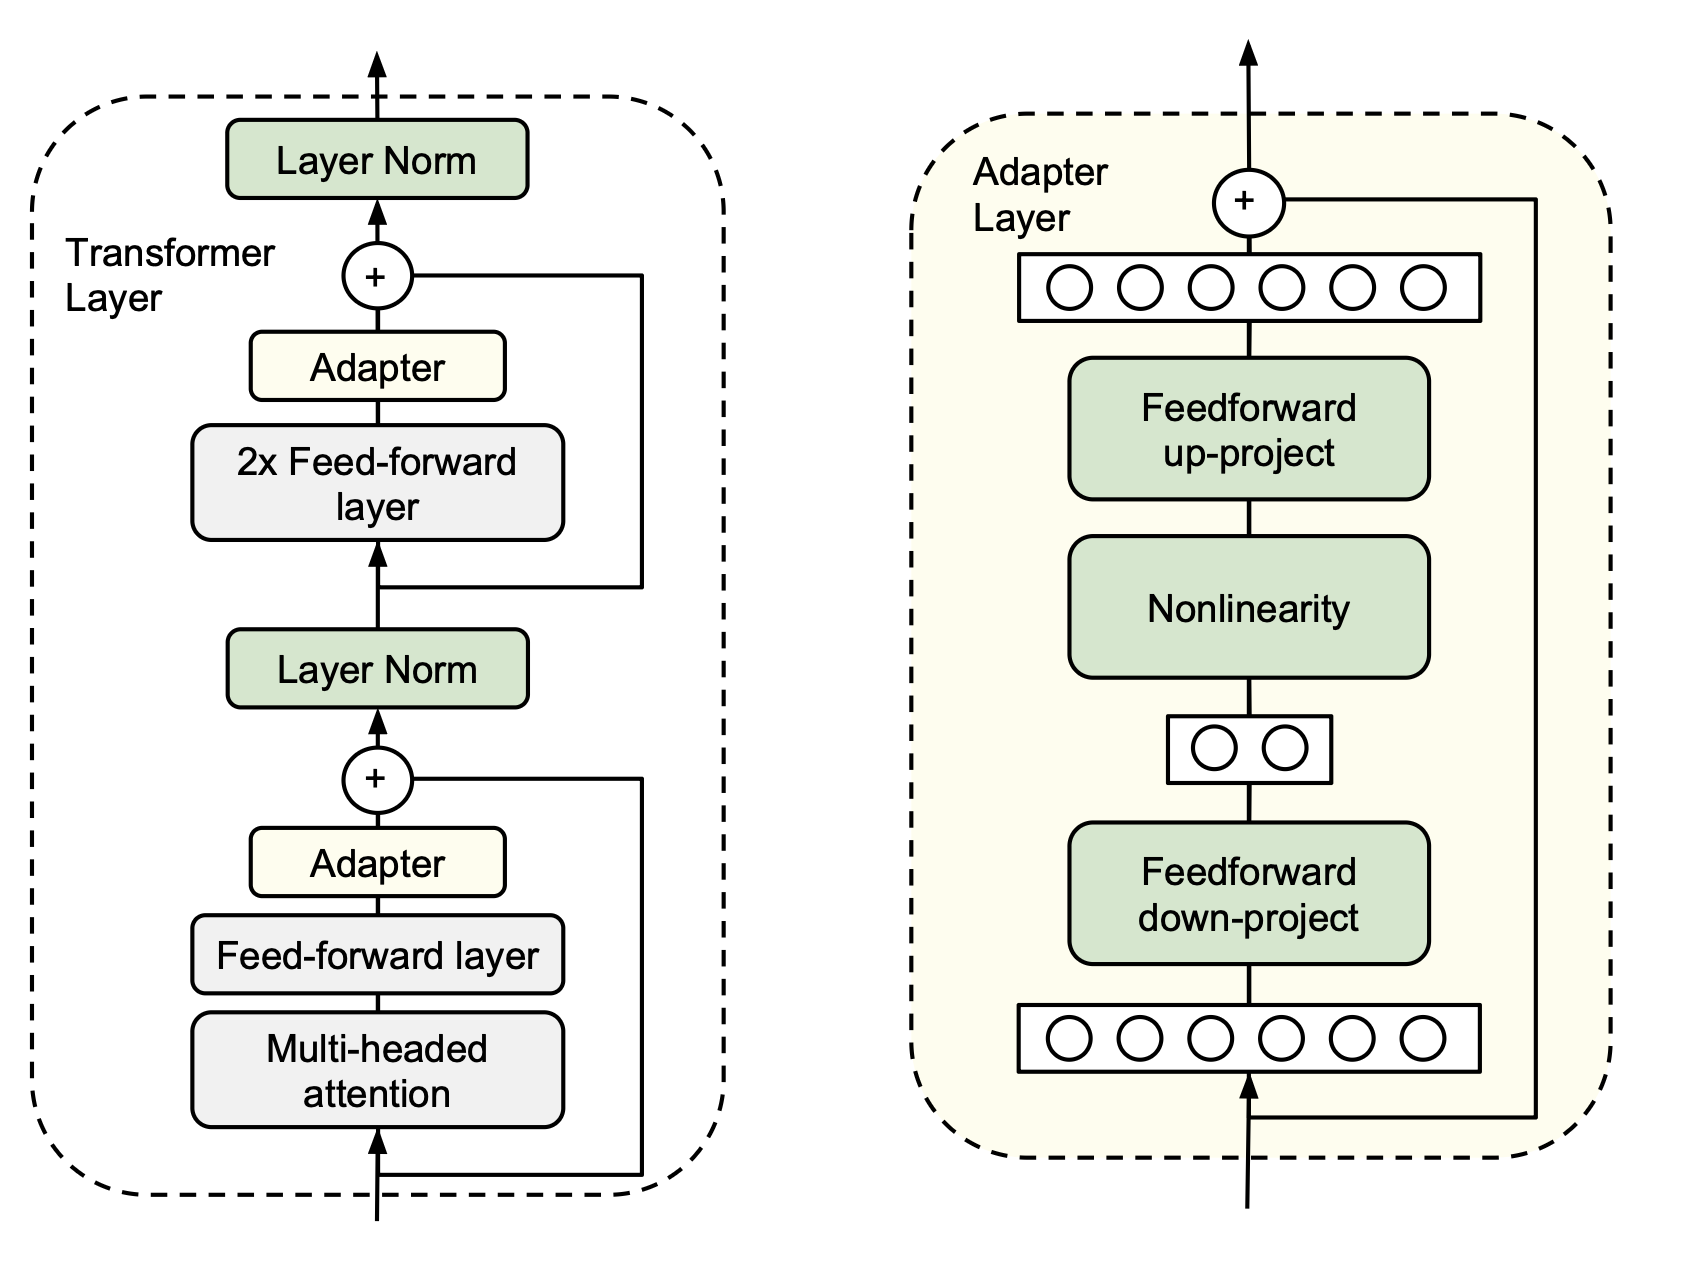 Layer Norm
Transformer
Layer
+
Adapter
2x Feed-forward
layer
Layer Norm
+
Adapter
Feed-forward layer
Multi-headed
attention
Adapter
Layer
+
Feedforward
up-project
Nonlinearity
Feedforward
down-project